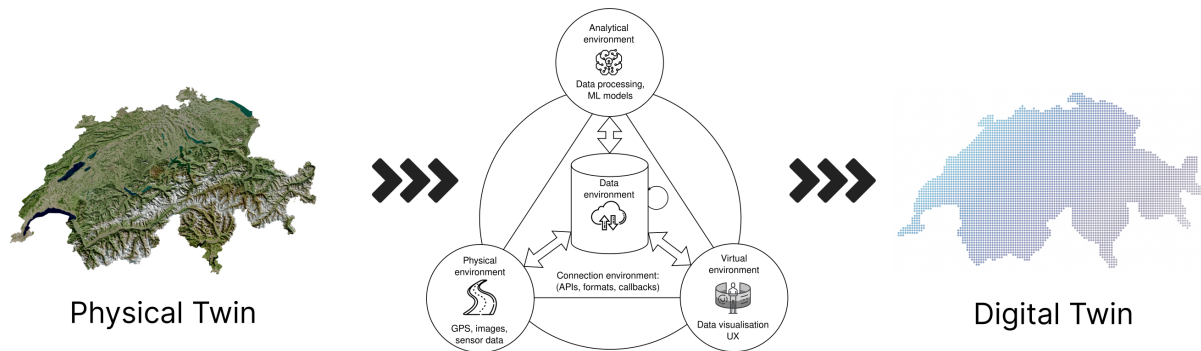 Analytical
environment
Data processing,
ML models
Data
environment
Physical
environment
GPS, images,
sensor data
Connection environment:
(APIs, formats, callbacks)
Virtual
environment
Data visualisation
UX
Physical Twin
Digital Twin